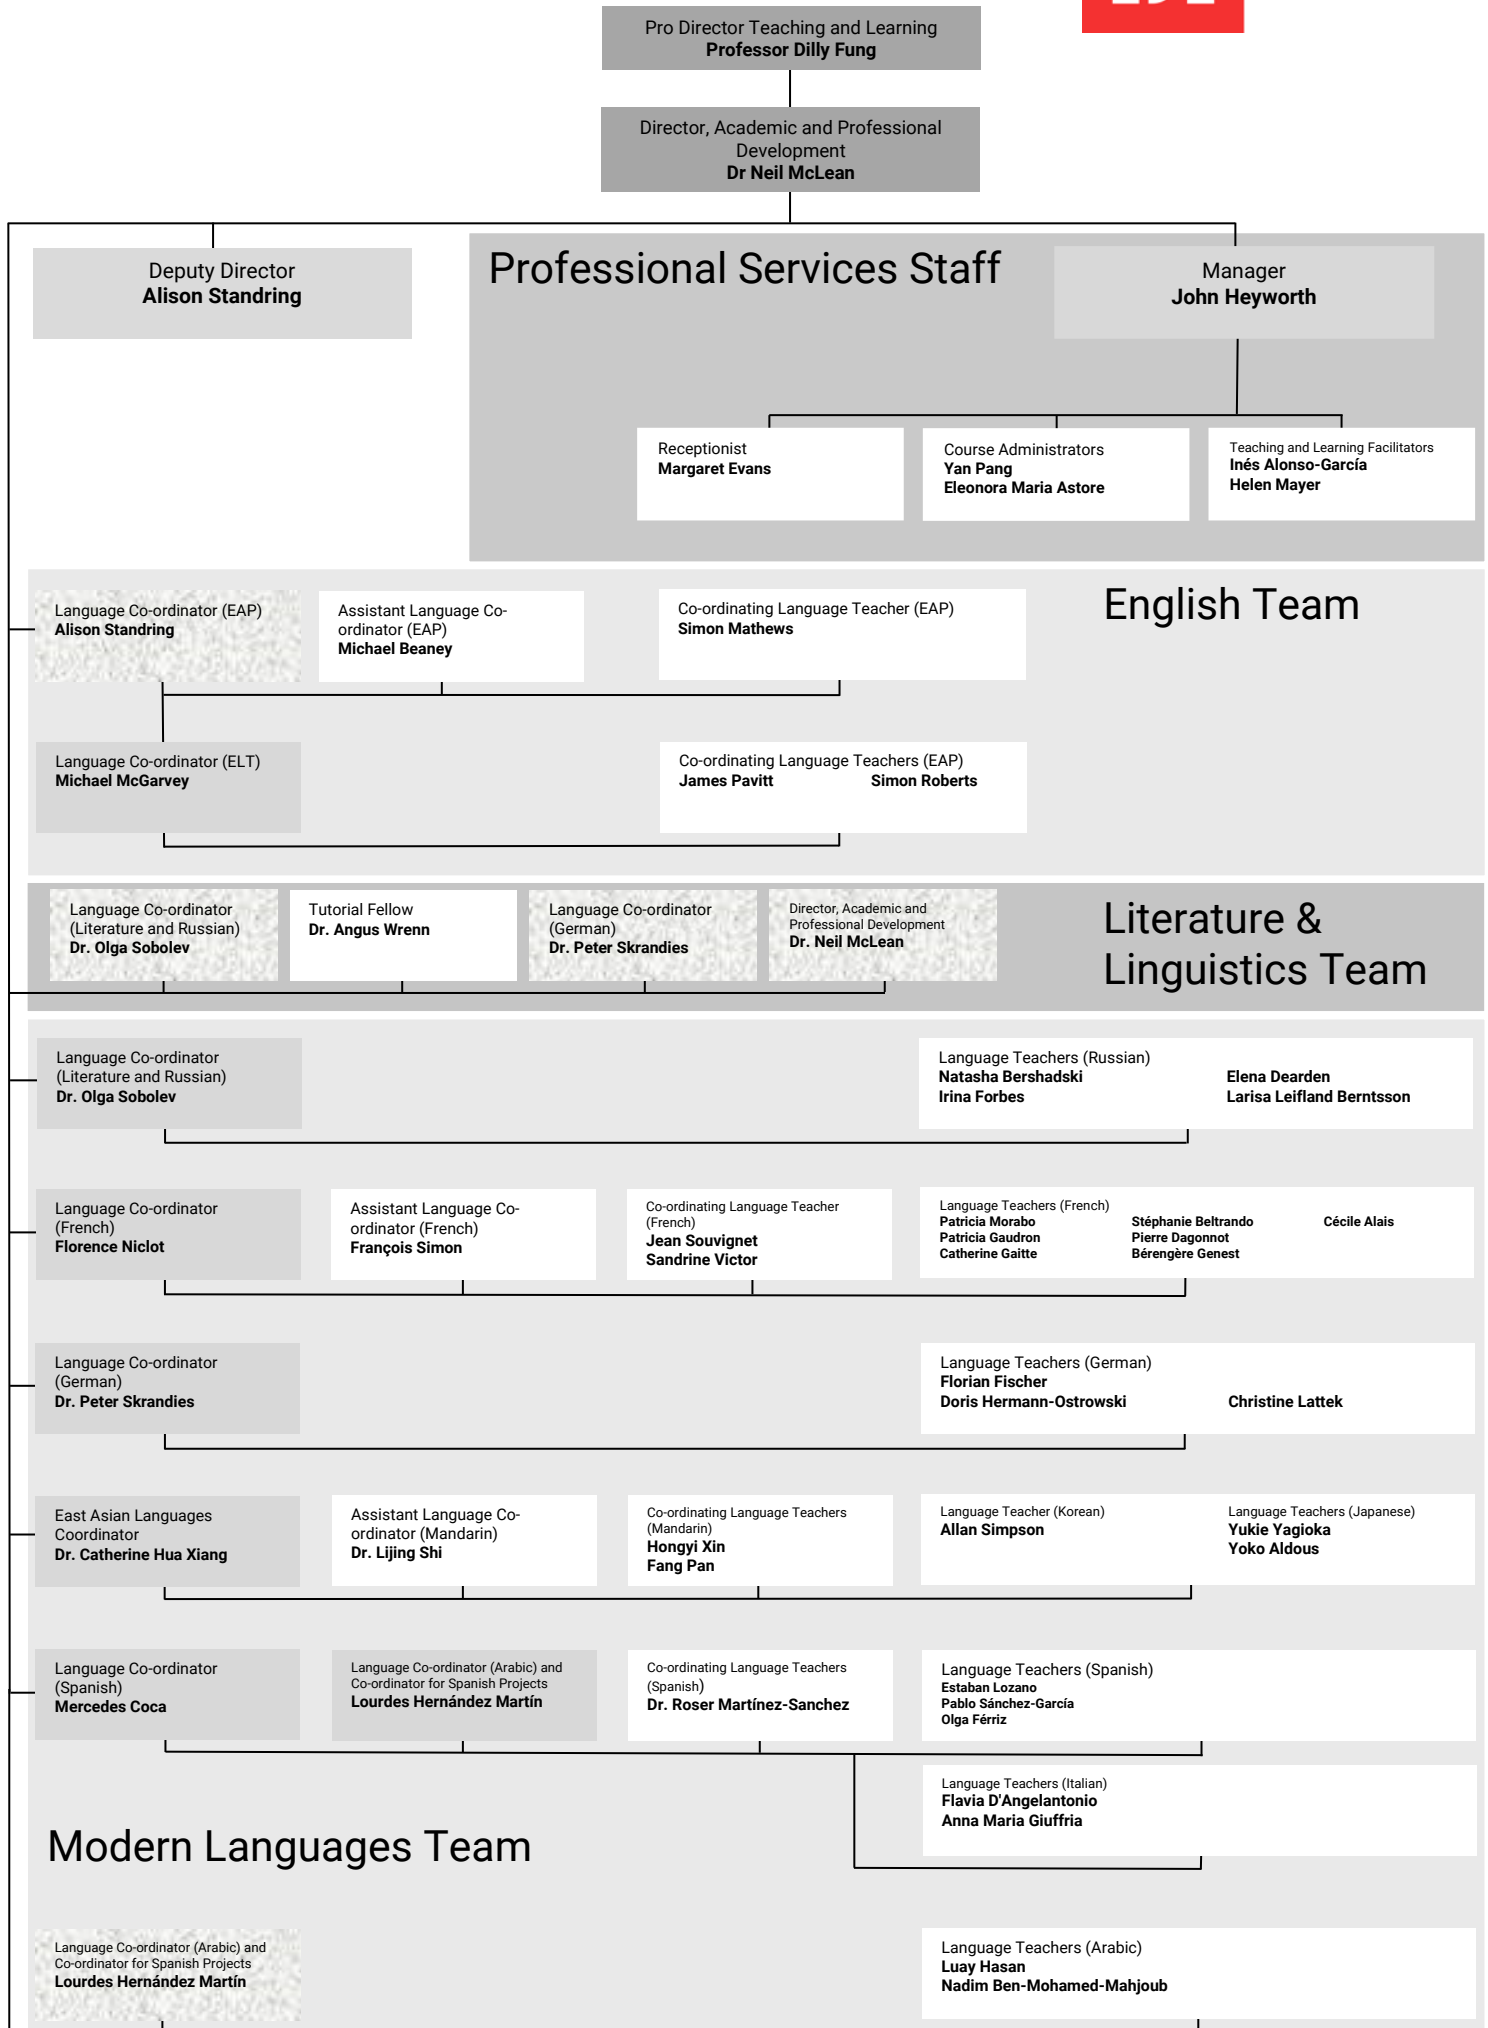 Pro Director Teaching and Learning
Professor Dilly Fung
Director, Academic and Professional
Development
Dr Neil McLean
Deputy Director
Alison Standring
Professional Services Staff
Manager
John Heyworth
Receptionist
Margaret Evans
Course Administrators
Yan Pang
Eleonora Maria Astore
Teaching and Learning Facilitators
Inés Alonso-García
Helen Mayer
English Team
Language Co-ordinator (EAP)
Alison Standring
Assistant Language Co-
ordinator (EAP)
Michael Beaney
Co-ordinating Language Teacher (EAP)
Simon Mathews
Language Co-ordinator (ELT)
Michael McGarvey
Co-ordinating Language Teachers (EAP)
James Pavitt Simon Roberts
Literature &
Linguistics Team
Language Co-ordinator
(Literature and Russian)
Dr. Olga Sobolev
Tutorial Fellow
Dr. Angus Wrenn
Language Co-ordinator
(German)
Dr. Peter Skrandies
Director, Academic and
Professional Development
Dr. Neil McLean
Language Co-ordinator
(Literature and Russian)
Dr. Olga Sobolev
Language Teachers (Russian)
Natasha Bershadski Elena Dearden
Irina Forbes Larisa Leifland Berntsson
Language Co-ordinator
(French)
Florence Niclot
Assistant Language Co-
ordinator (French)
François Simon
Co-ordinating Language Teacher
(French)
Jean Souvignet
Sandrine Victor
Language Teachers (French)
Patricia Morabo Stéphanie Beltrando Cécile Alais
Patricia Gaudron Pierre Dagonnot
Catherine Gaitte Bérengère Genest
Language Co-ordinator
(German)
Dr. Peter Skrandies
Language Teachers (German)
Florian Fischer
Doris Hermann-Ostrowski Christine Lattek
East Asian Languages
Coordinator
Dr. Catherine Hua Xiang
Assistant Language Co-
ordinator (Mandarin)
Dr. Lijing Shi
Co-ordinating Language Teachers
(Mandarin)
Hongyi Xin
Fang Pan
Language Teacher (Korean)
Allan Simpson
Language Teachers (Japanese)
Yukie Yagioka
Yoko Aldous
Language Co-ordinator
(Spanish)
Mercedes Coca
Language Co-ordinator (Arabic) and
Co-ordinator for Spanish Projects
Lourdes Hernández Martín
Co-ordinating Language Teachers
(Spanish)
Dr. Roser Martínez-Sanchez
Language Teachers (Spanish)
Estaban Lozano
Pablo Sánchez-García
Olga Férriz
Language Teachers (Italian)
Flavia D'Angelantonio
Anna Maria Giuffria
Modern Languages Team
Language Co-ordinator (Arabic) and
Co-ordinator for Spanish Projects
Lourdes Hernández Martín
Language Teachers (Arabic)
Luay Hasan
Nadim Ben-Mohamed-Mahjoub